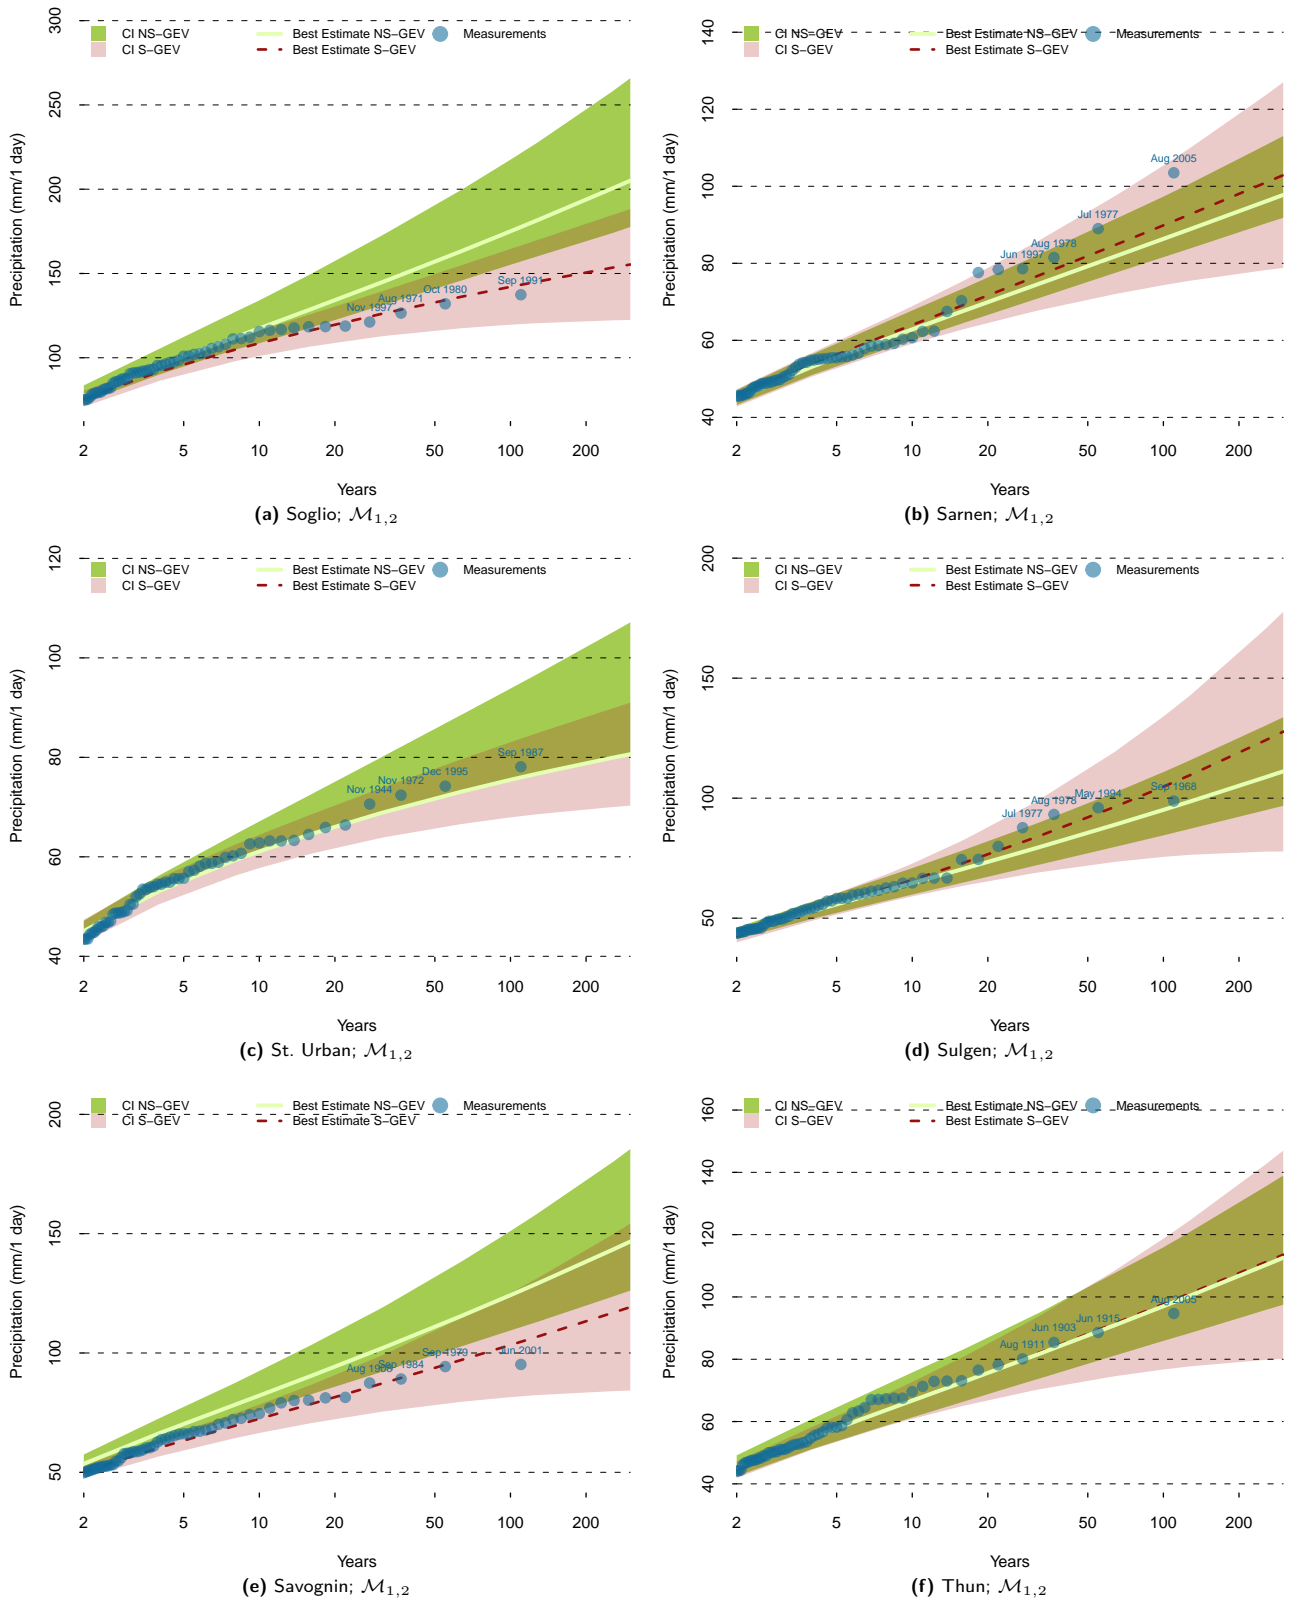 CI NS−GEV Best Estimate NS−GEV Measurements
CI S−GEV Best Estimate S−GEV
Precipitation (mm/1 day)
300
250
200
150
100
Nov 1997 Aug 1971 Oct 1980 Sep 1991
2 5 10 20 50 100 200
Years
(a) Soglio; M1,2
CI NS−GEV Best Estimate NS−GEV Measurements
CI S−GEV Best Estimate S−GEV
Precipitation (mm/1 day)
140
120
100
80
60
40
Jun 1997 Aug 1978 Jul 1977 Aug 2005
2 5 10 20 50 100 200
Years
(b) Sarnen; M1,2
CI NS−GEV Best Estimate NS−GEV Measurements
CI S−GEV Best Estimate S−GEV
Precipitation (mm/1 day)
120
100
80
60
40
Nov 1944 Nov 1972 Dec 1995 Sep 1987
2 5 10 20 50 100 200
Years
(c) St. Urban; M1,2
CI NS−GEV Best Estimate NS−GEV Measurements
CI S−GEV Best Estimate S−GEV
Precipitation (mm/1 day)
200
150
100
50
Jul 1977 Aug 1978 May 1994 Sep 1968
2 5 10 20 50 100 200
Years
(d) Sulgen; M1,2
CI NS−GEV Best Estimate NS−GEV Measurements
CI S−GEV Best Estimate S−GEV
Precipitation (mm/1 day)
200
150
100
50
Aug Sep 1984 Sep 1979 Jun 2001
2 5 10 20 50 100 200
Years
(e) Savognin; M1,2
CI NS−GEV Best Estimate NS−GEV Measurements
CI S−GEV Best Estimate S−GEV
Precipitation (mm/1 day)
160
140
120
100
80
60
40
Aug 1911 Jun 1903 Jun 1915 Aug 2005
2 5 10 20 50 100 200
Years
(f) Thun; M1,2